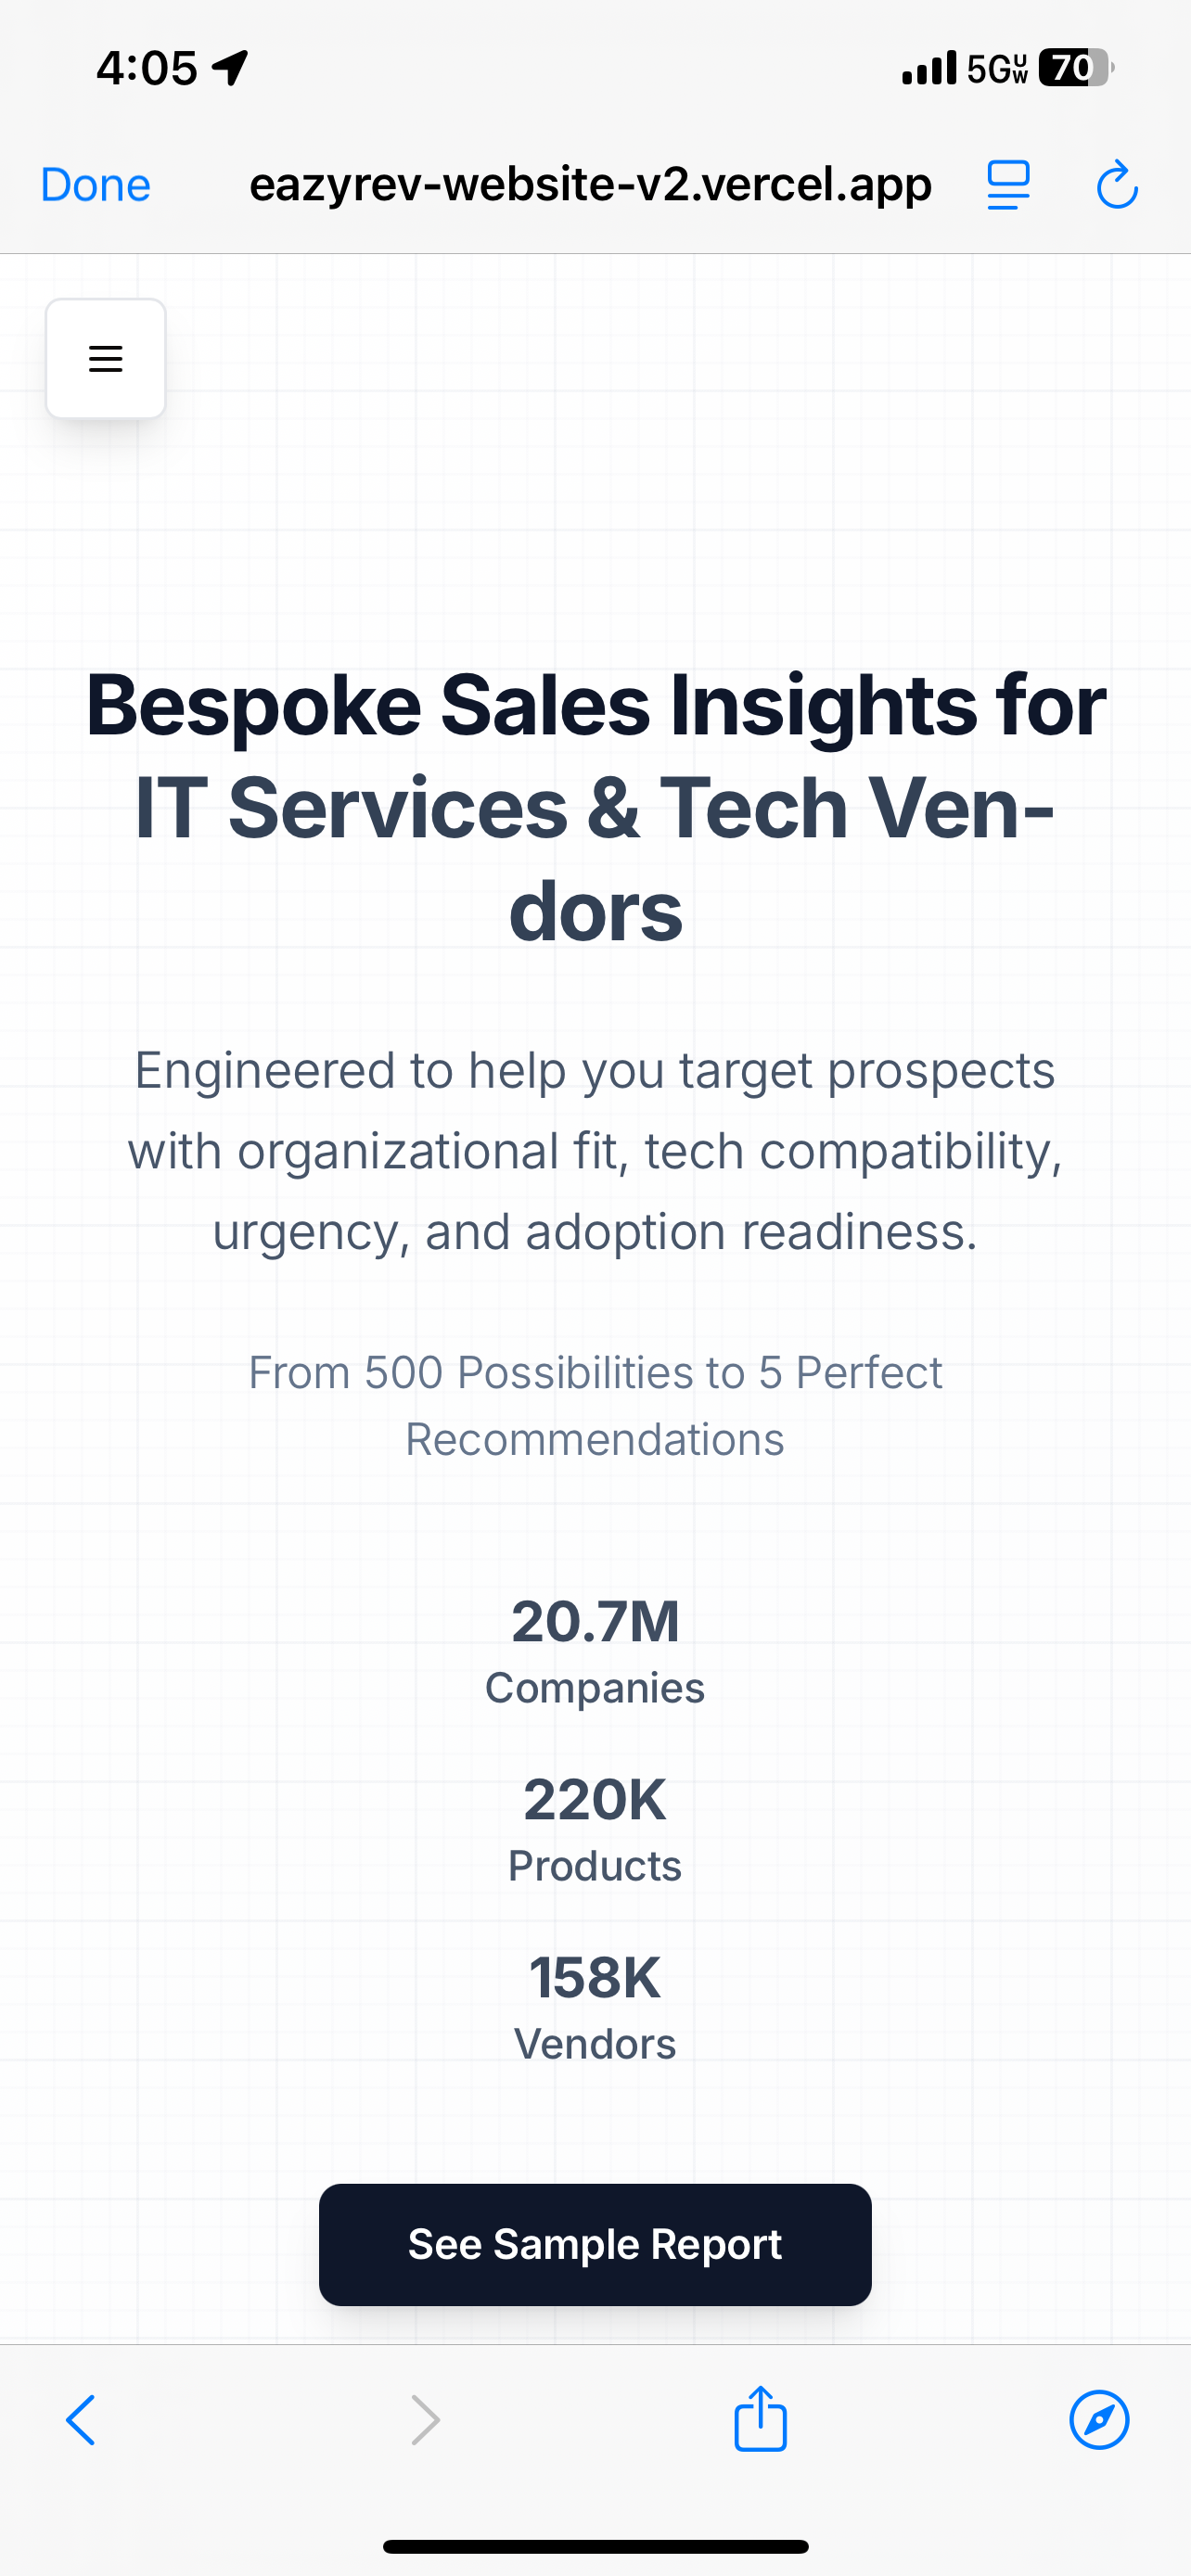 4:05
5G UW
70
Done
eazyrev-website-v2.vercel.app
Bespoke Sales Insights for
IT Services & Tech Ven-
dors
Engineered to help you target prospects
with organizational fit, tech compatibility,
urgency, and adoption readiness.
From 500 Possibilities to 5 Perfect
Recommendations
20.7M
Companies
220K
Products
158K
Vendors
See Sample Report